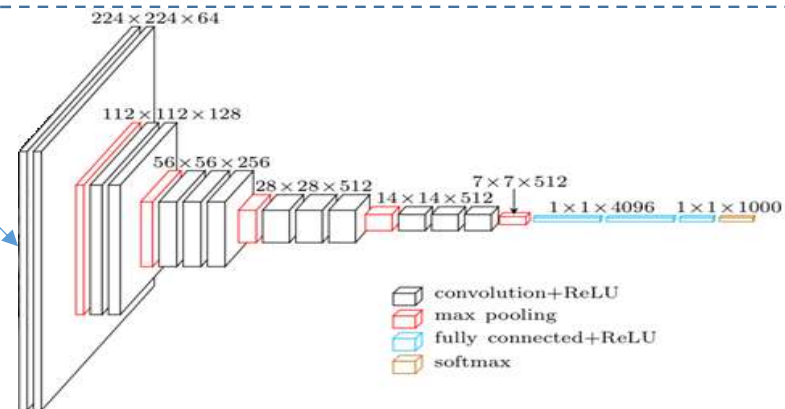 224×224×64
112×112×128
56×56×256
28×28×512
14×14×512
7×7×512
1×1×4096
1×1×1000
convolution+ReLU
max pooling
fully connected+ReLU
softmax